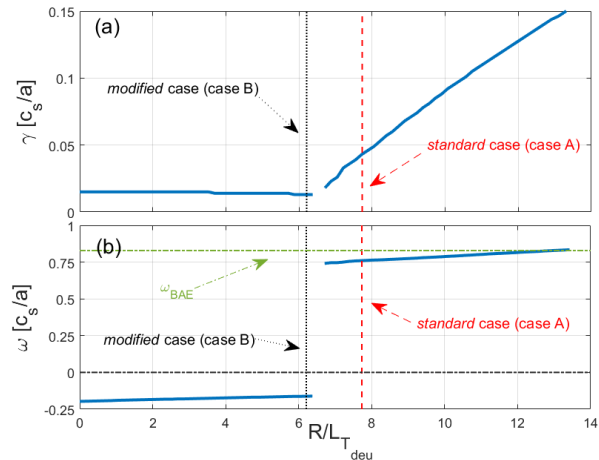 (a)
0.15
0.1
0.05
0
γ [c_s/a]
modified case (case B)
standard case (case A)
(b)
1
0.75
0.5
0.25
0
-0.25
ω [c_s/a]
ω_BAE
modified case (case B)
standard case (case A)
0 2 4 6 8 10 12 14
R/L_T_deu